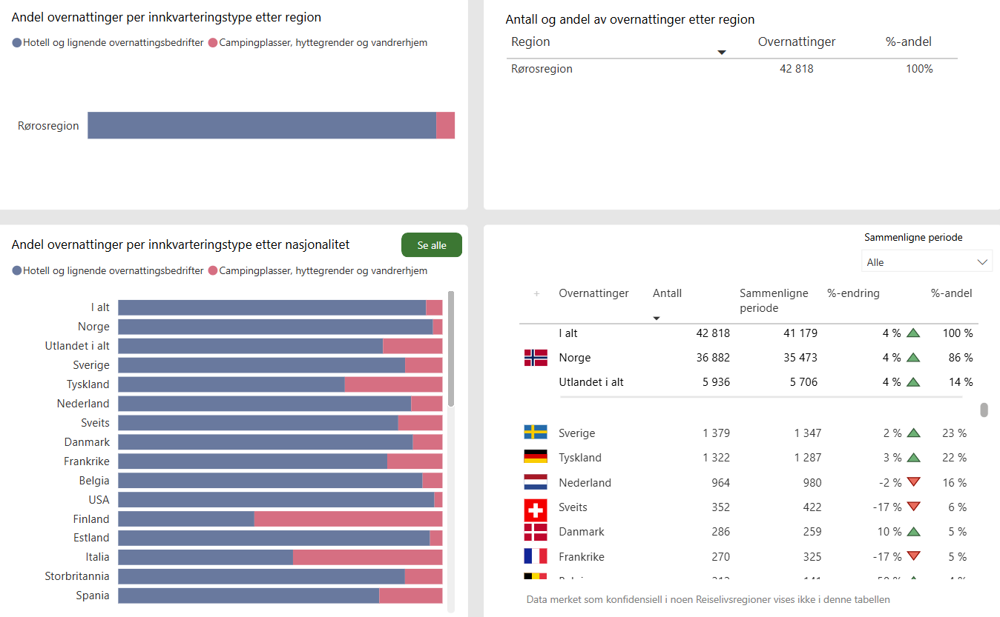 Andel overnattinger per innkvarteringstype etter region
Hotell og lignende overnattingsbedrifter Campingplasser, hyttegrender og vandrerhjem
Rørosregion
Antall og andel av overnattinger etter region
Region Overnattinger %-andel
Rørosregion 42 818 100%
Andel overnattinger per innkvarteringstype etter nasjonalitet
Se alle
Hotell og lignende overnattingsbedrifter Campingplasser, hyttegrender og vandrerhjem
I alt
Norge
Utlandet i alt
Sverige
Tyskland
Nederland
Sveits
Danmark
Frankrike
Belgia
USA
Finland
Estland
Italia
Storbritannia
Spania
Sammenligne periode
Alle
+ Overnattinger Antall Sammenligne periode %-endring %-andel
I alt 42 818 41 179 4 % 100 %
Norge 36 882 35 473 4 % 86 %
Utlandet i alt 5 936 5 706 4 % 14 %
Sverige 1 379 1 347 2 % 23 %
Tyskland 1 322 1 287 3 % 22 %
Nederland 964 980 -2 % 16 %
Sveits 352 422 -17 % 6 %
Danmark 286 259 10 % 5 %
Frankrike 270 325 -17 % 5 %
Data merket som konfidensiell i noen Reiselivsregioner vises ikke i denne tabellen